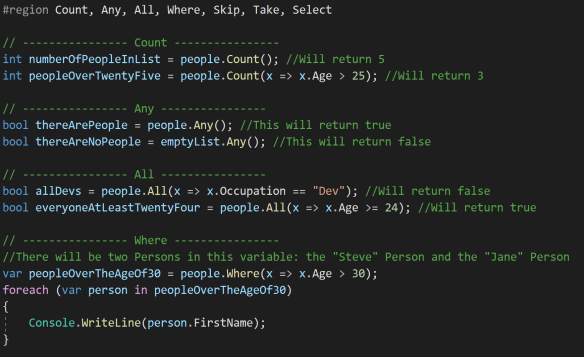 #region Count, Any, All, Where, Skip, Take, Select
// --------------- Count ---------------
int numberOfPeopleInList = people.Count(); //Will return 5
int peopleOverTwentyFive = people.Count(x => x.Age > 25); //Will return 3
// --------------- Any ---------------
bool thereArePeople = people.Any(); //This will return true
bool thereAreNoPeople = emptyList.Any(); //This will return false
// --------------- All ---------------
bool allDevs = people.All(x => x.Occupation == "Dev"); //Will return false
bool everyoneAtLeastTwentyFour = people.All(x => x.Age >= 24); //Will return true
// --------------- Where ---------------
//There will be two Persons in this variable: the "Steve" Person and the "Jane" Person
var peopleOverTheAgeOf30 = people.Where(x => x.Age > 30);
foreach (var person in peopleOverTheAgeOf30)
{
    Console.WriteLine(person.FirstName);
}